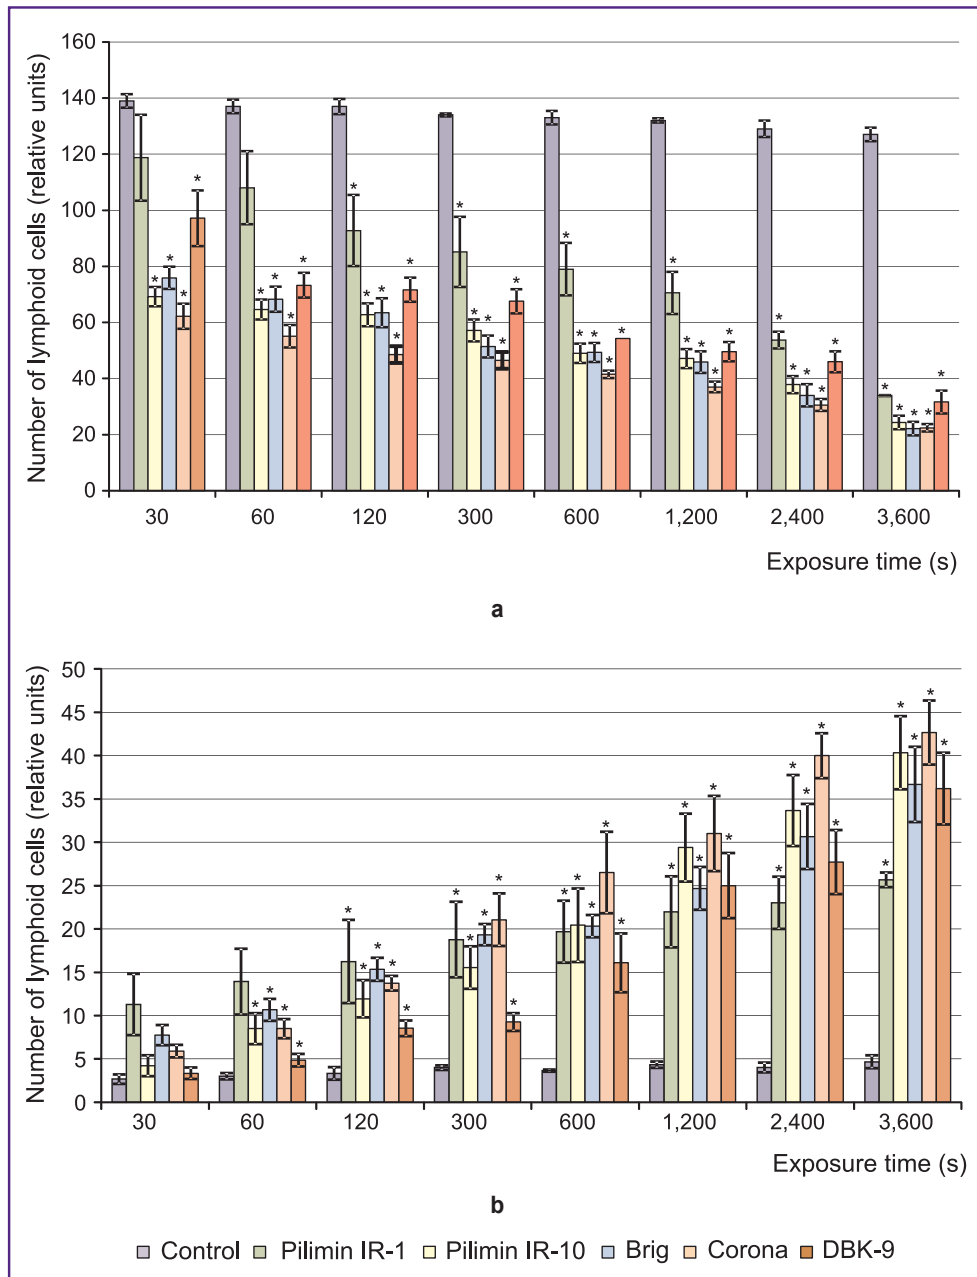 Number of lymphoid cells (relative units)
160
140
120
100
80
60
40
20
0
* * * * *
* * * *
* * * * *
* * * * *
* * * * *
* * * * *
* * * * *
* * * * *
30 60 120 300 600 1,200 2,400 3,600
Exposure time (s)
a
Number of lymphoid cells (relative units)
50
45
40
35
30
25
20
15
10
5
0
* * * *
* * * * *
* * * * *
* * * * *
* * * * *
* * * * *
* * * * *
30 60 120 300 600 1,200 2,400 3,600
Exposure time (s)
b
Control Pilimin IR-1 Pilimin IR-10 Brig Corona DBK-9